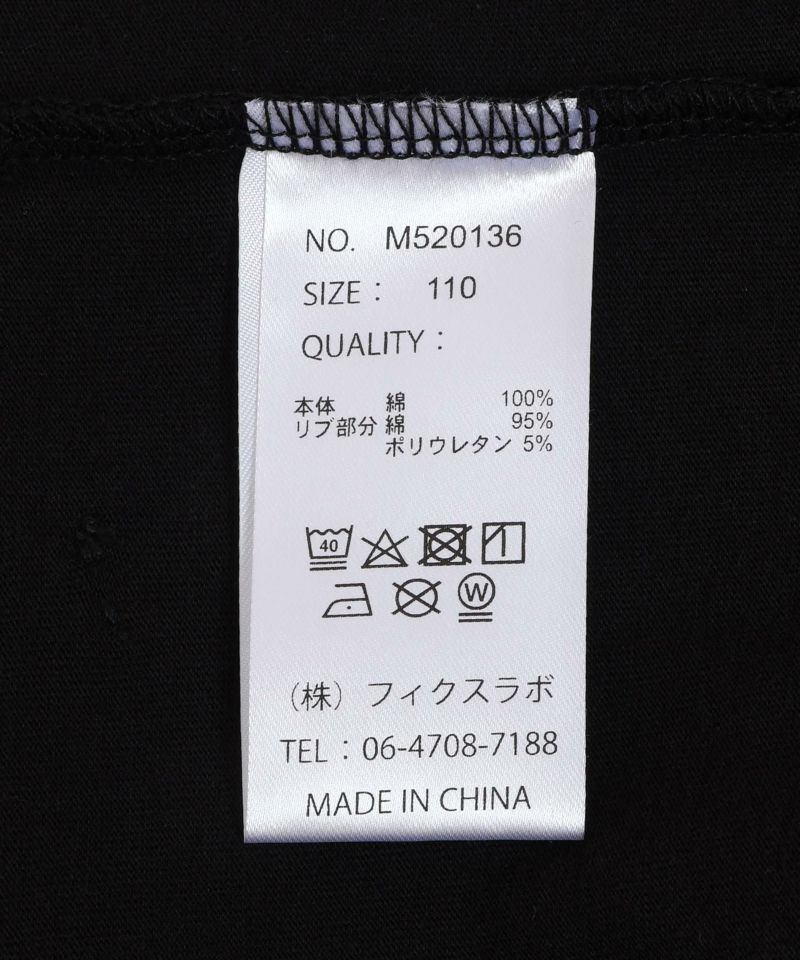 NO. M520136
SIZE： 110
QUALITY：
本体 綿 100%
リブ部分 綿 95%
ポリウレタン 5%
40
W
（株）フィクスラボ
TEL：06-4708-7188
MADE IN CHINA